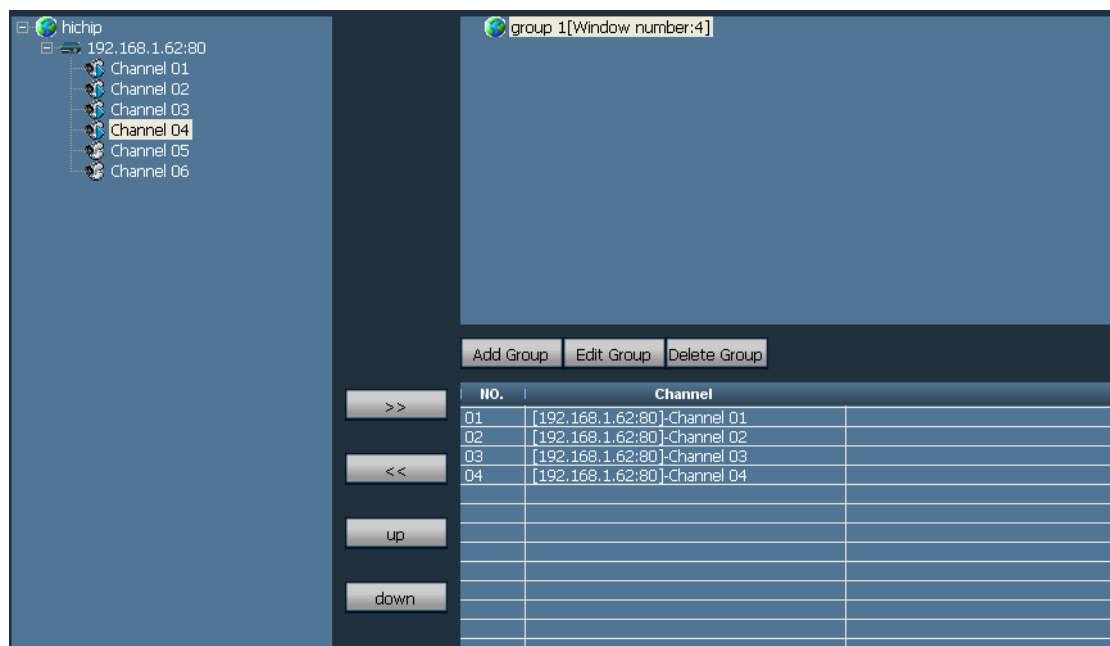 hichip
192.168.1.62:80
Channel 01
Channel 02
Channel 03
Channel 04
Channel 05
Channel 06
group 1[Window number:4]
Add Group Edit Group Delete Group
>>
<<
up
down
NO. Channel
01 [192.168.1.62:80]-Channel 01
02 [192.168.1.62:80]-Channel 02
03 [192.168.1.62:80]-Channel 03
04 [192.168.1.62:80]-Channel 04